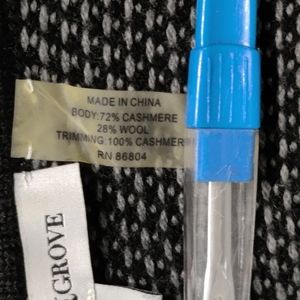 MADE IN CHINA
BODY:72% CASHMERE
28% WOOL
TRIMMING:100% CASHMER
RN 86804
GROVE